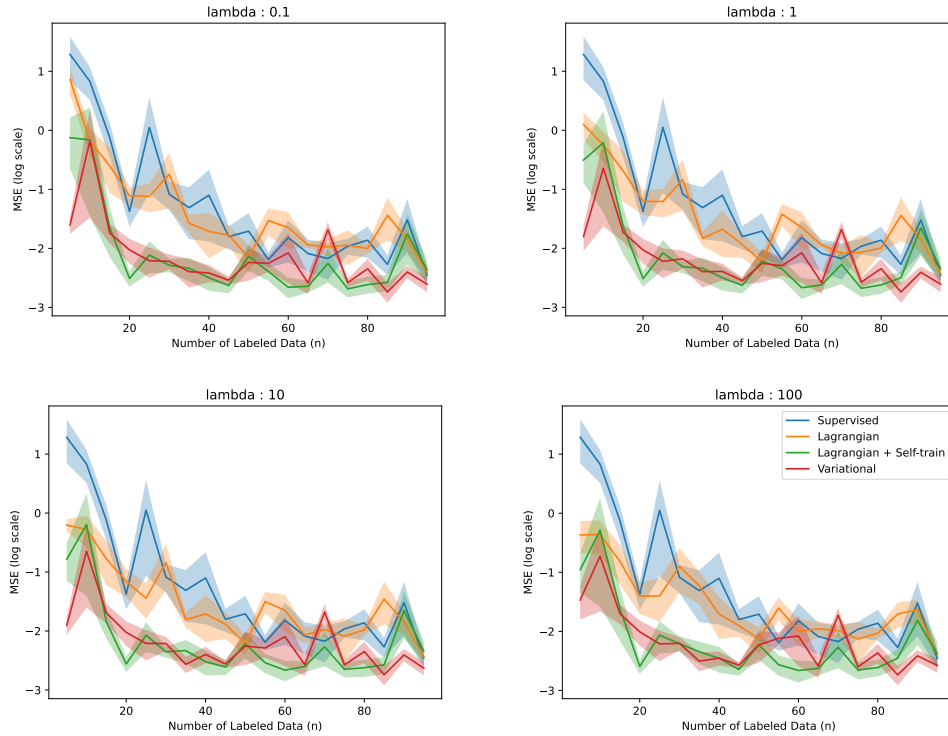 lambda : 0.1
MSE (log scale)
1
0
−1
−2
−3
20
40
60
80
Number of Labeled Data (n)
lambda : 1
MSE (log scale)
1
0
−1
−2
−3
20
40
60
80
Number of Labeled Data (n)
lambda : 10
MSE (log scale)
1
0
−1
−2
−3
20
40
60
80
Number of Labeled Data (n)
lambda : 100
MSE (log scale)
1
0
−1
−2
−3
20
40
60
80
Number of Labeled Data (n)
Supervised
Lagrangian
Lagrangian + Self-train
Variational